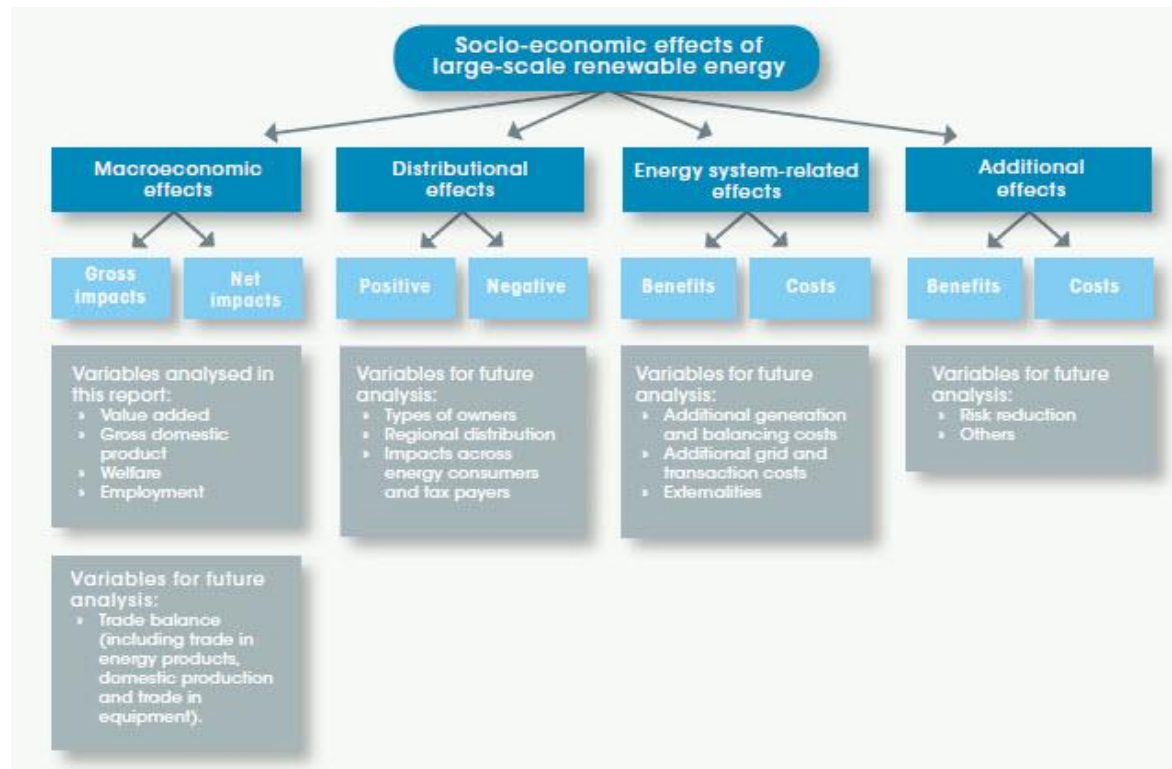 Socio-economic effects of
large-scale renewable energy
Macroeconomic
effects
Distributional
effects
Energy system-related
effects
Additional
effects
Gross
impacts
Net
impacts
Positive
Negative
Benefits
Costs
Benefits
Costs
Variables analysed in
this report:
» Value added
» Gross domestic
product
» Welfare
» Employment
Variables for future
analysis:
» Types of owners
» Regional distribution
» Impacts across
energy consumers
and tax payers
Variables for future
analysis:
» Additional generation
and balancing costs
» Additional grid and
transaction costs
» Externalities
Variables for future
analysis:
» Risk reduction
» Others
Variables for future
analysis:
» Trade balance
(including trade in
energy products,
domestic production
and trade in
equipment).